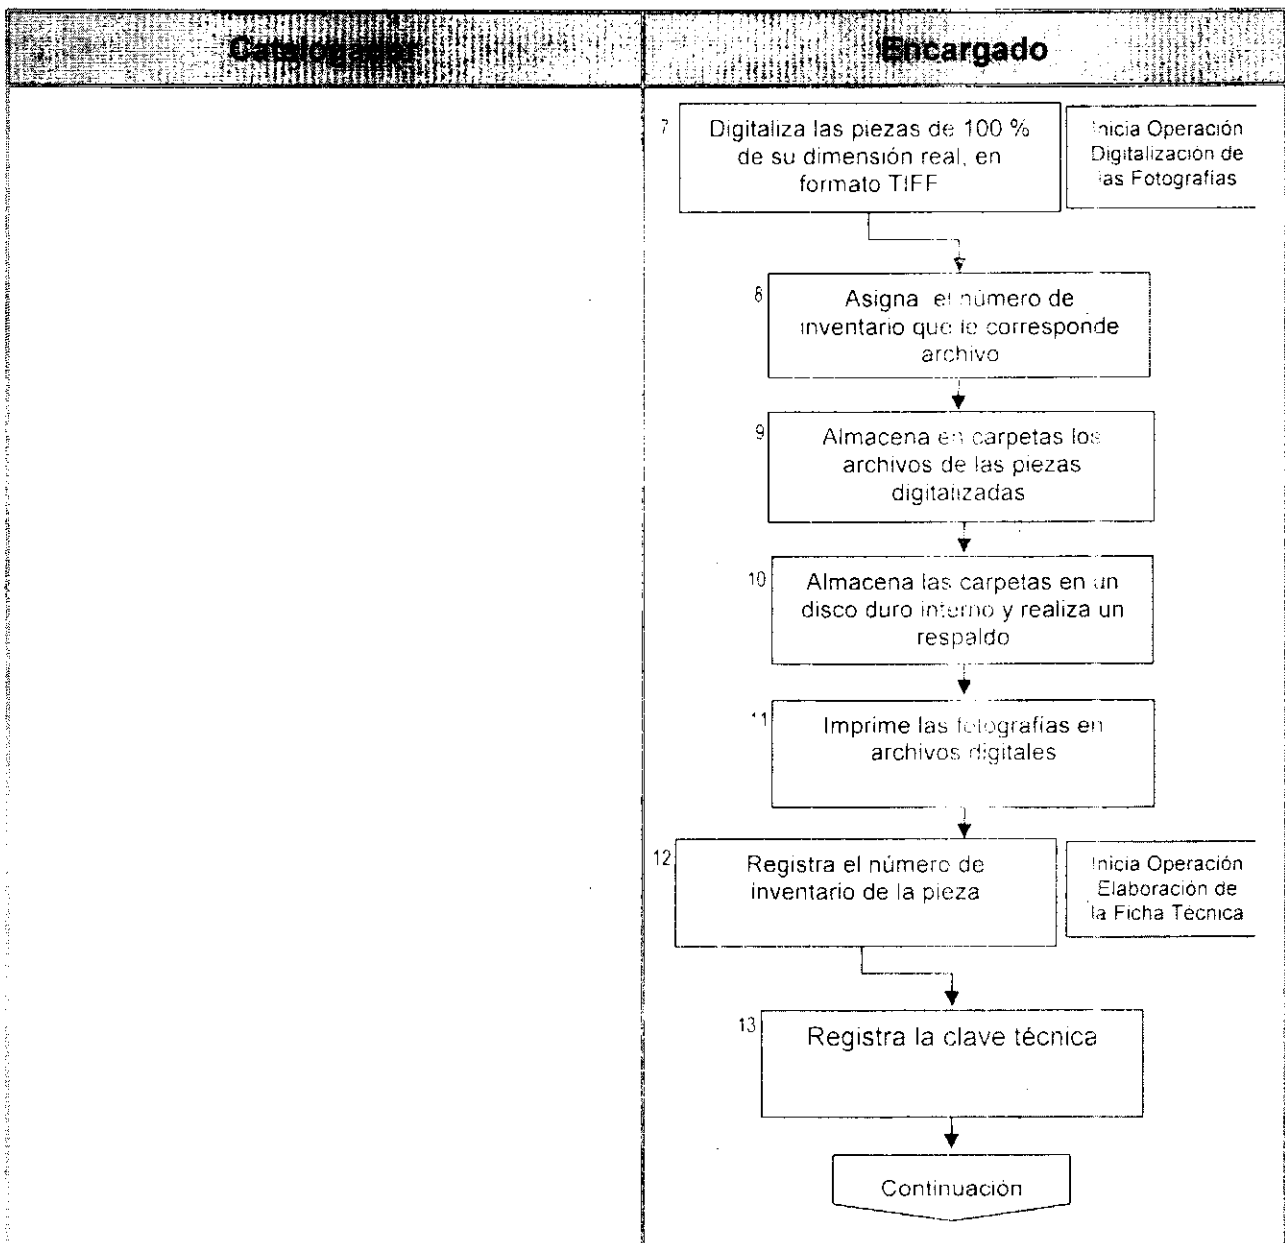 Catalogador
Encargado
7
Digitaliza las piezas de 100 %
de su dimensión real, en
formato TIFF
Inicia Operación
Digitalización de
las Fotografías
8
Asigna el número de
inventario que le corresponde
archivo
9
Almacena en carpetas los
archivos de las piezas
digitalizadas
10
Almacena las carpetas en un
disco duro interno y realiza un
respaldo
11
Imprime las fotografías en
archivos digitales
12
Registra el número de
inventario de la pieza
Inicia Operación
Elaboración de
la Ficha Técnica
13
Registra la clave técnica
Continuación